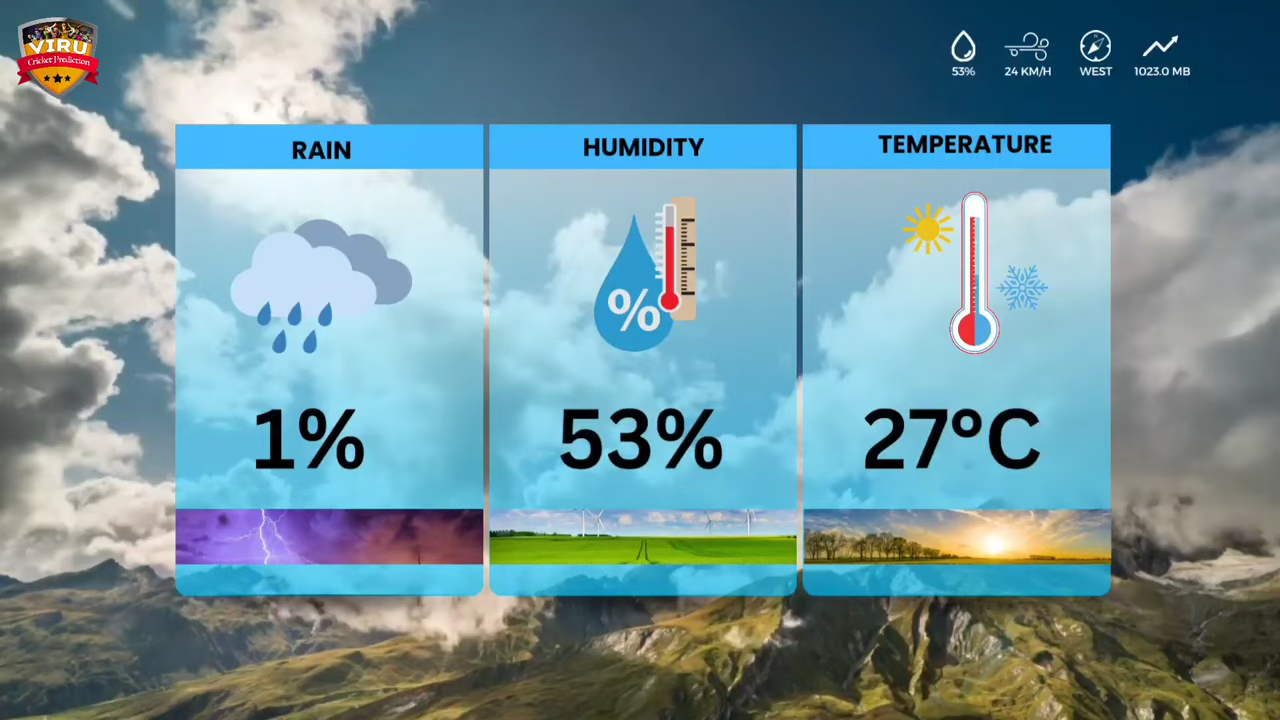 VIRU
Cricket Prediction
53%
24 KM/H
WEST
1023.0 MB
RAIN
HUMIDITY
TEMPERATURE
%
1%
53%
27°C